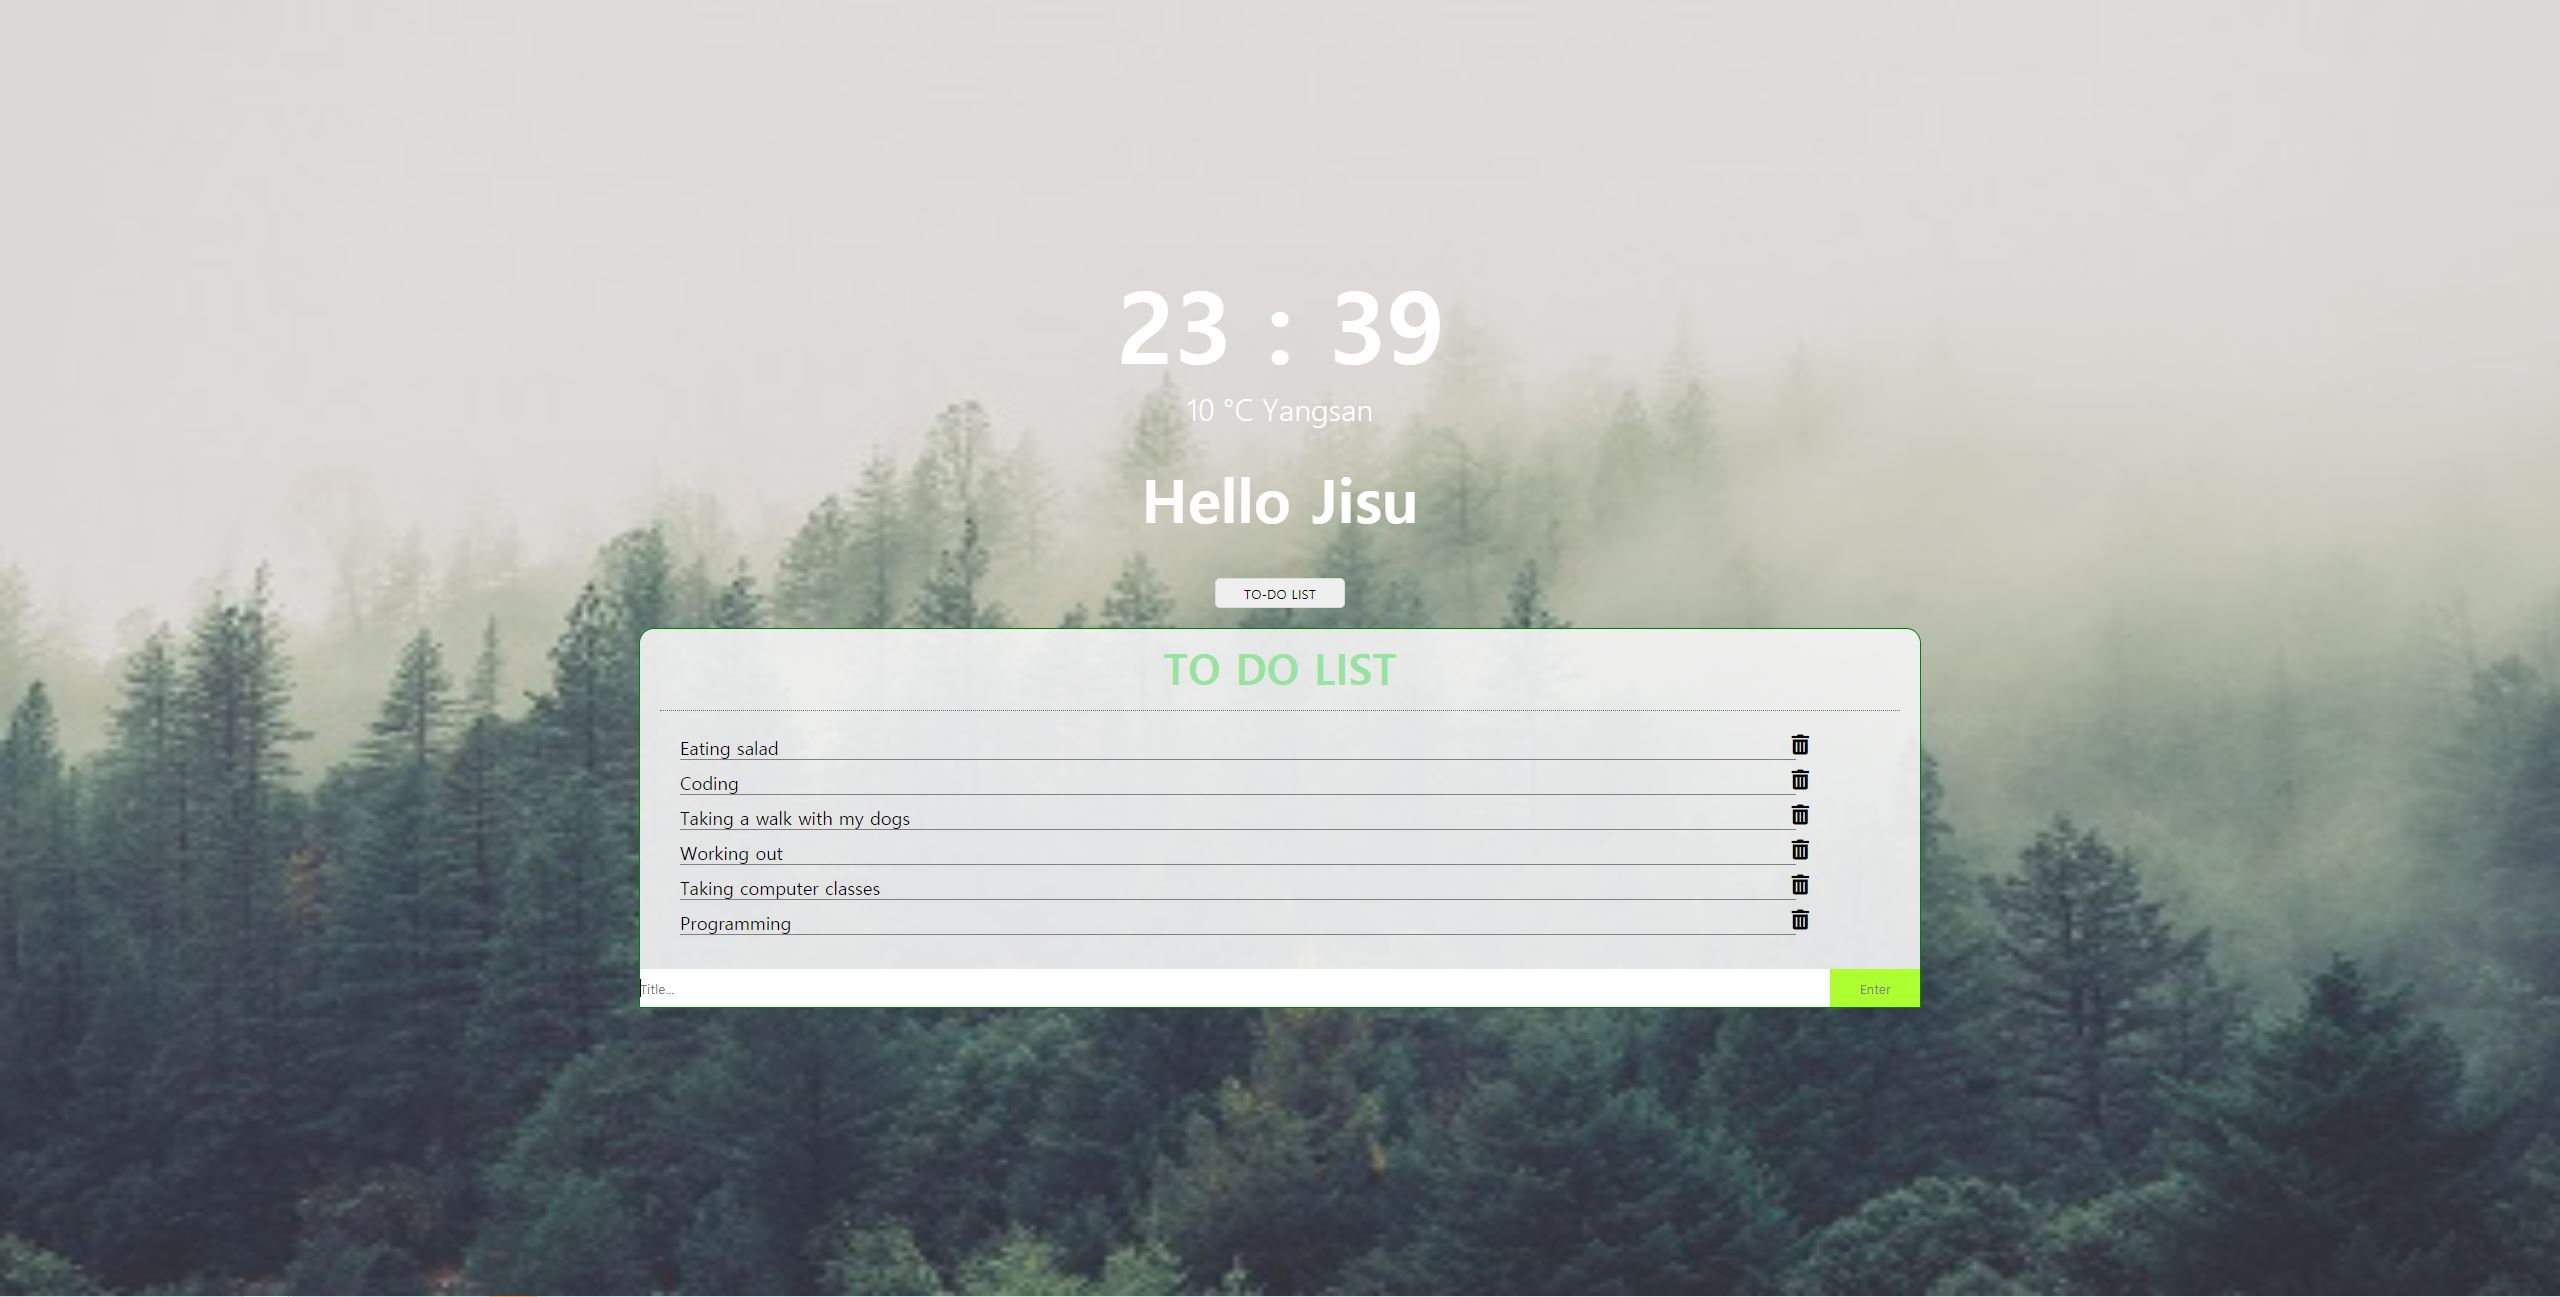 23 : 39
10 °C Yangsan
Hello Jisu
TO-DO LIST
TO DO LIST
Eating salad
Coding
Taking a walk with my dogs
Working out
Taking computer classes
Programming
Title...
Enter